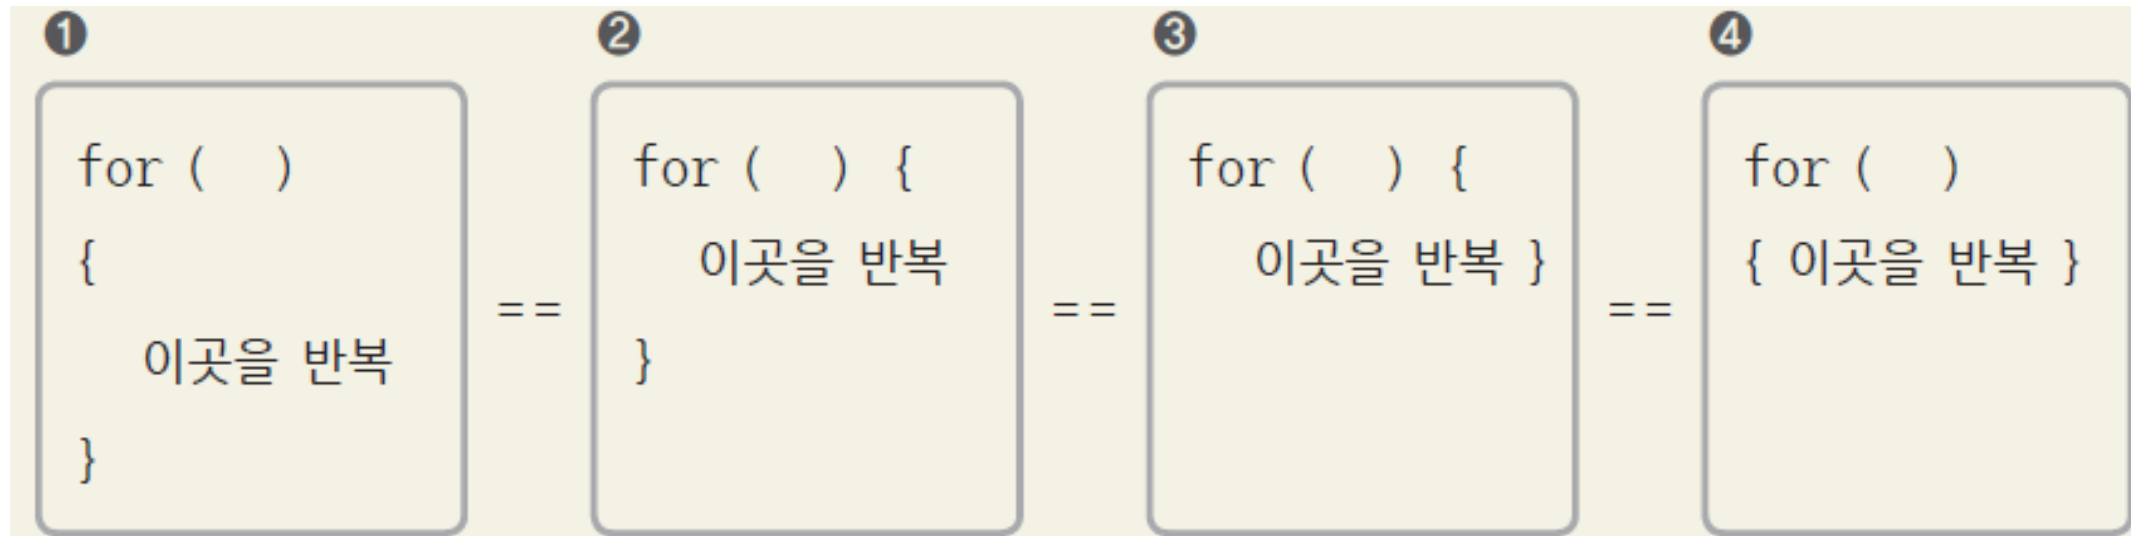 ❶
for ( )
{
이곳을 반복
}
==
❷
for ( ) {
이곳을 반복
}
==
❸
for ( ) {
이곳을 반복 }
==
❹
for ( )
{ 이곳을 반복 }